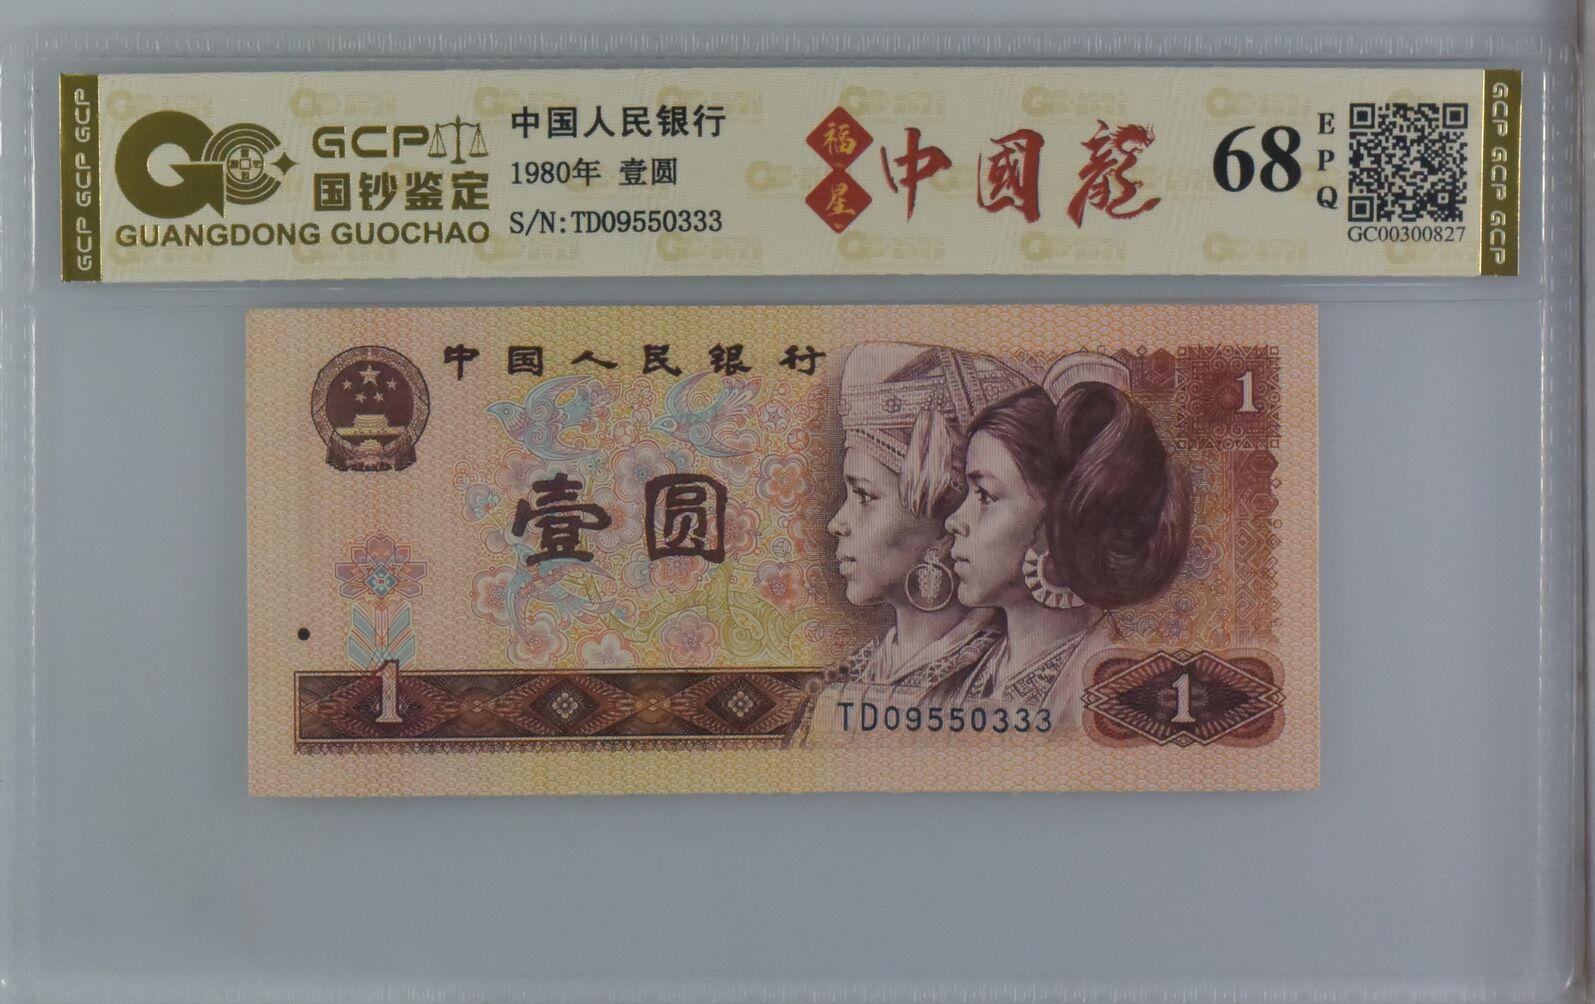 GCP GCP GCP
GCP
国钞鉴定
GUANGDONG GUOCHAO
中国人民银行
1980年 壹圆
S/N:TD09550333
福
星
中國龍
68
E
P
Q
GC00300827
GCP GCP GCP
中国人民银行
1
壹圆
1
TD09550333
1